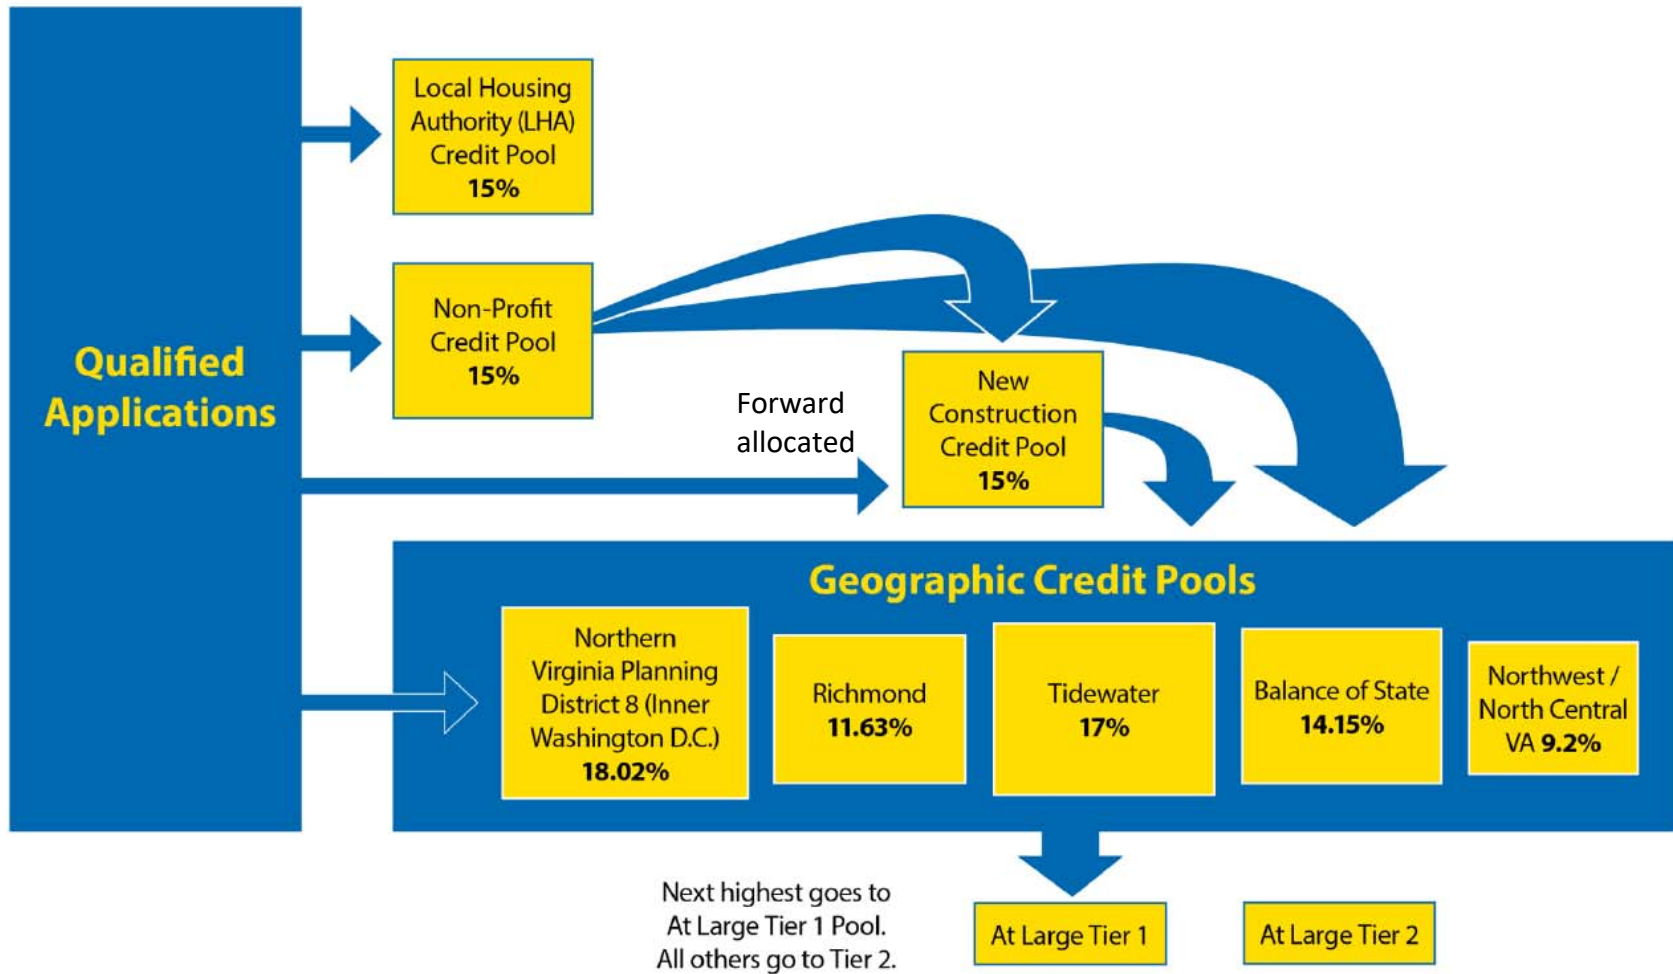 Qualified
Applications
Local Housing
Authority (LHA)
Credit Pool
15%
Non-Profit
Credit Pool
15%
Forward
allocated
New
Construction
Credit Pool
15%
Geographic Credit Pools
Northern
Virginia Planning
District 8 (Inner
Washington D.C.)
18.02%
Richmond
11.63%
Tidewater
17%
Balance of State
14.15%
Northwest /
North Central
VA 9.2%
Next highest goes to
At Large Tier 1 Pool.
All others go to Tier 2.
At Large Tier 1
At Large Tier 2